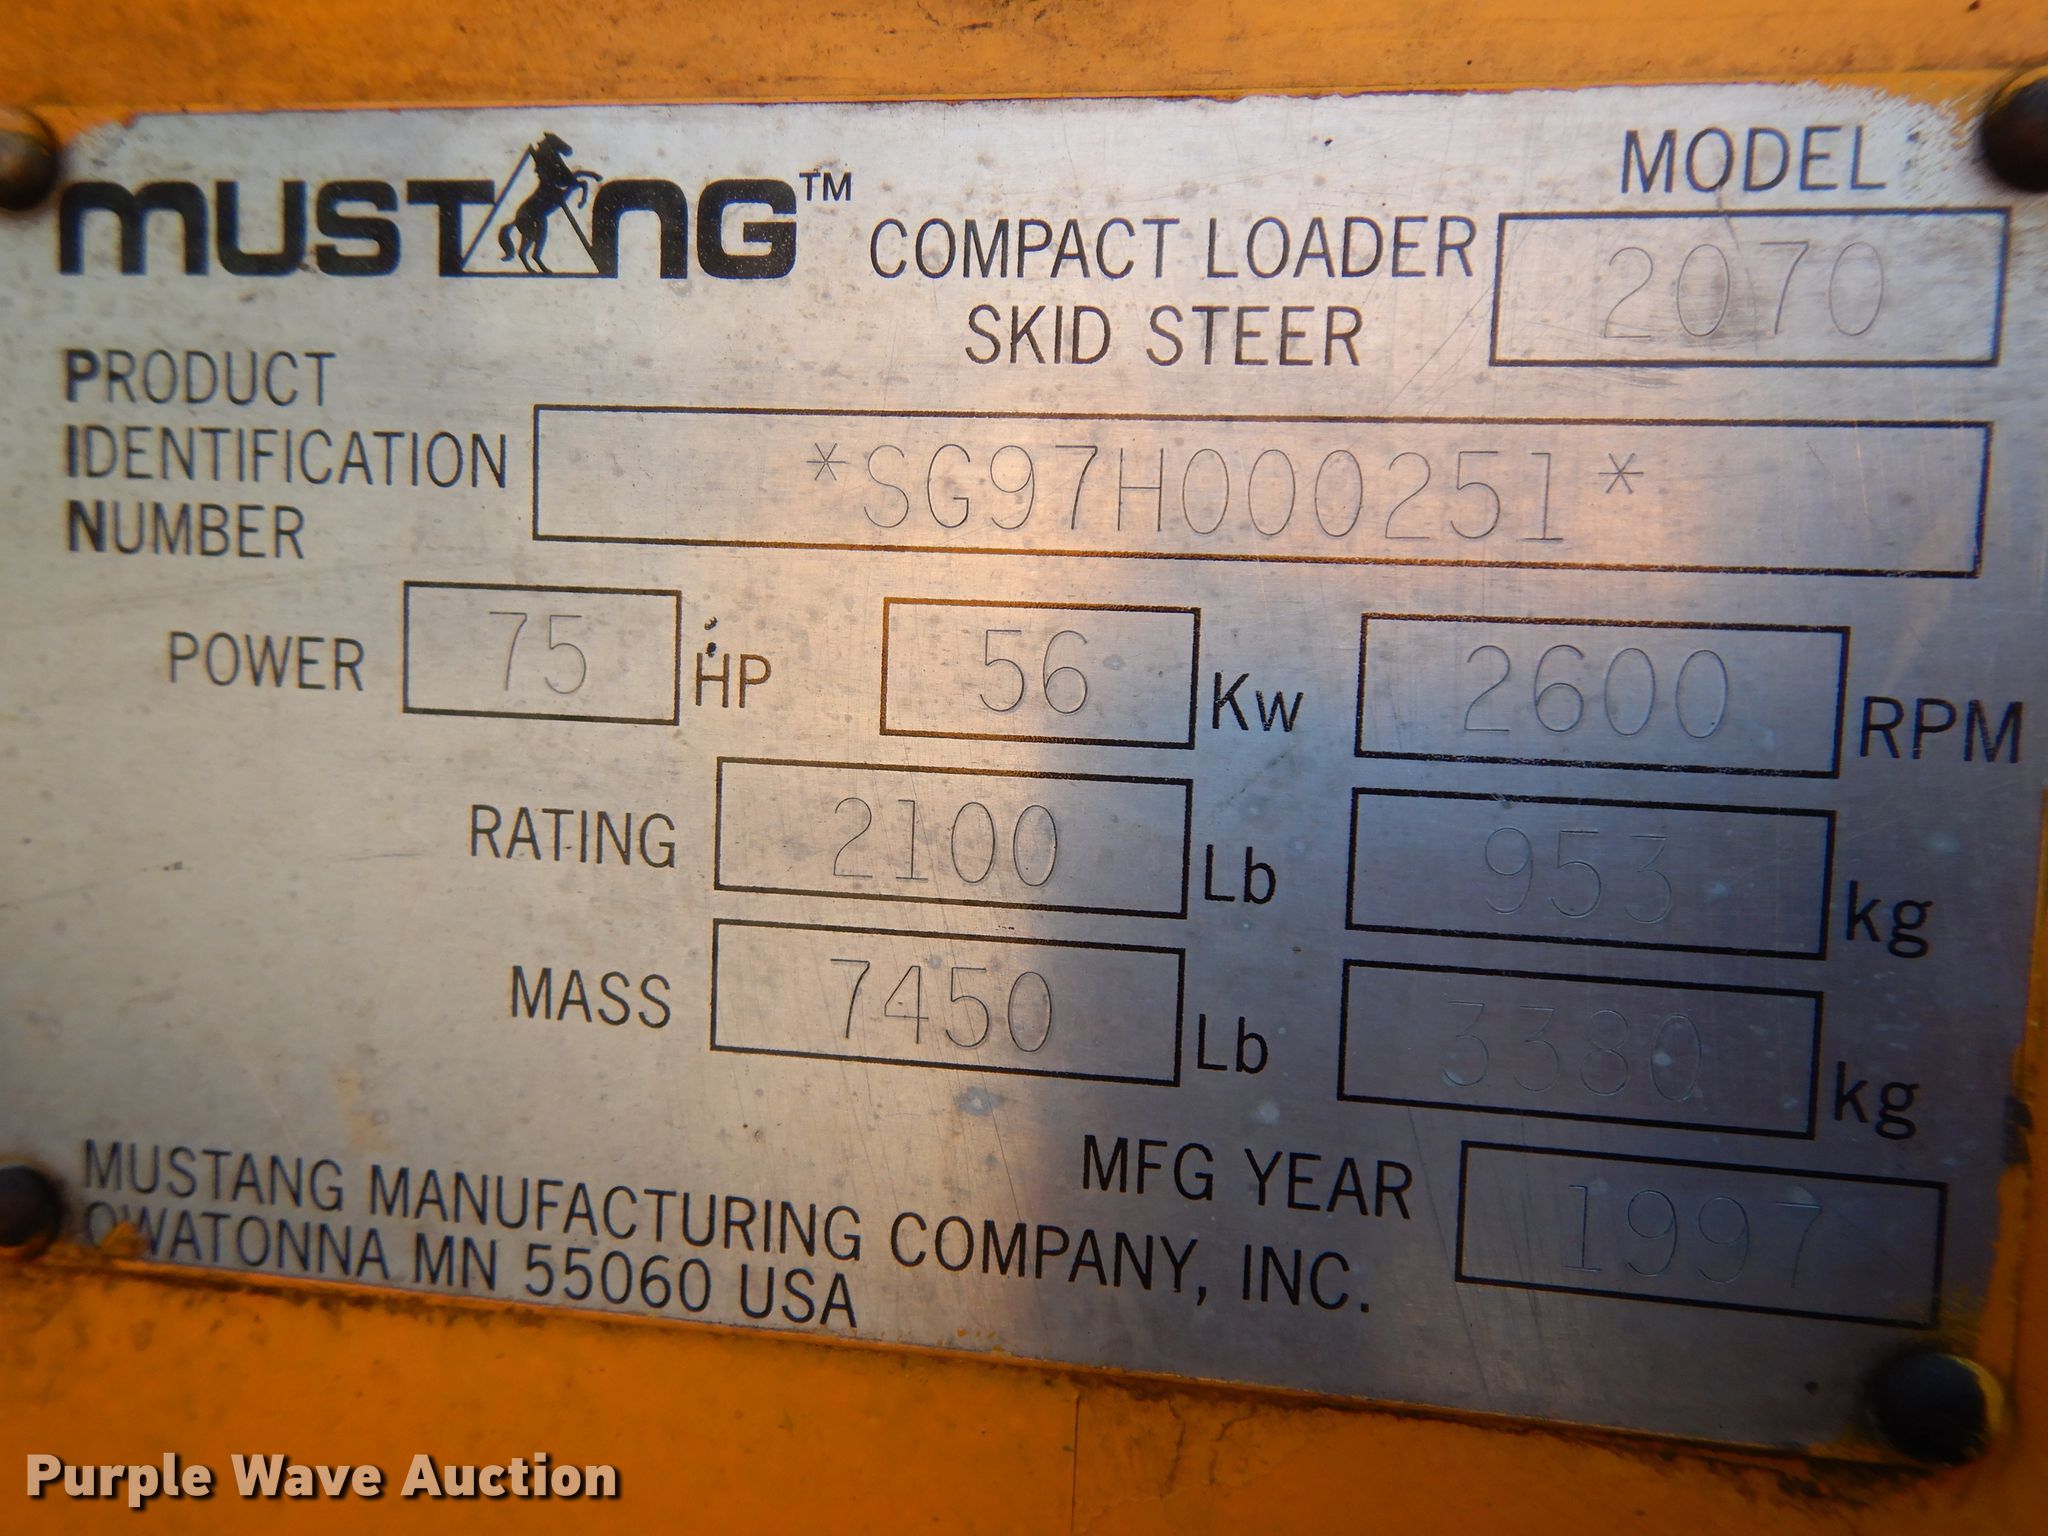 MUSTANG™
COMPACT LOADER
SKID STEER
MODEL
2070
PRODUCT
IDENTIFICATION
NUMBER
*SG97H000251*
POWER 75 HP 56 Kw 2600 RPM
RATING 2100 Lb 953 kg
MASS 7450 Lb 3380 kg
MFG YEAR 1997
MUSTANG MANUFACTURING COMPANY, INC.
OWATONNA MN 55060 USA
Purple Wave Auction